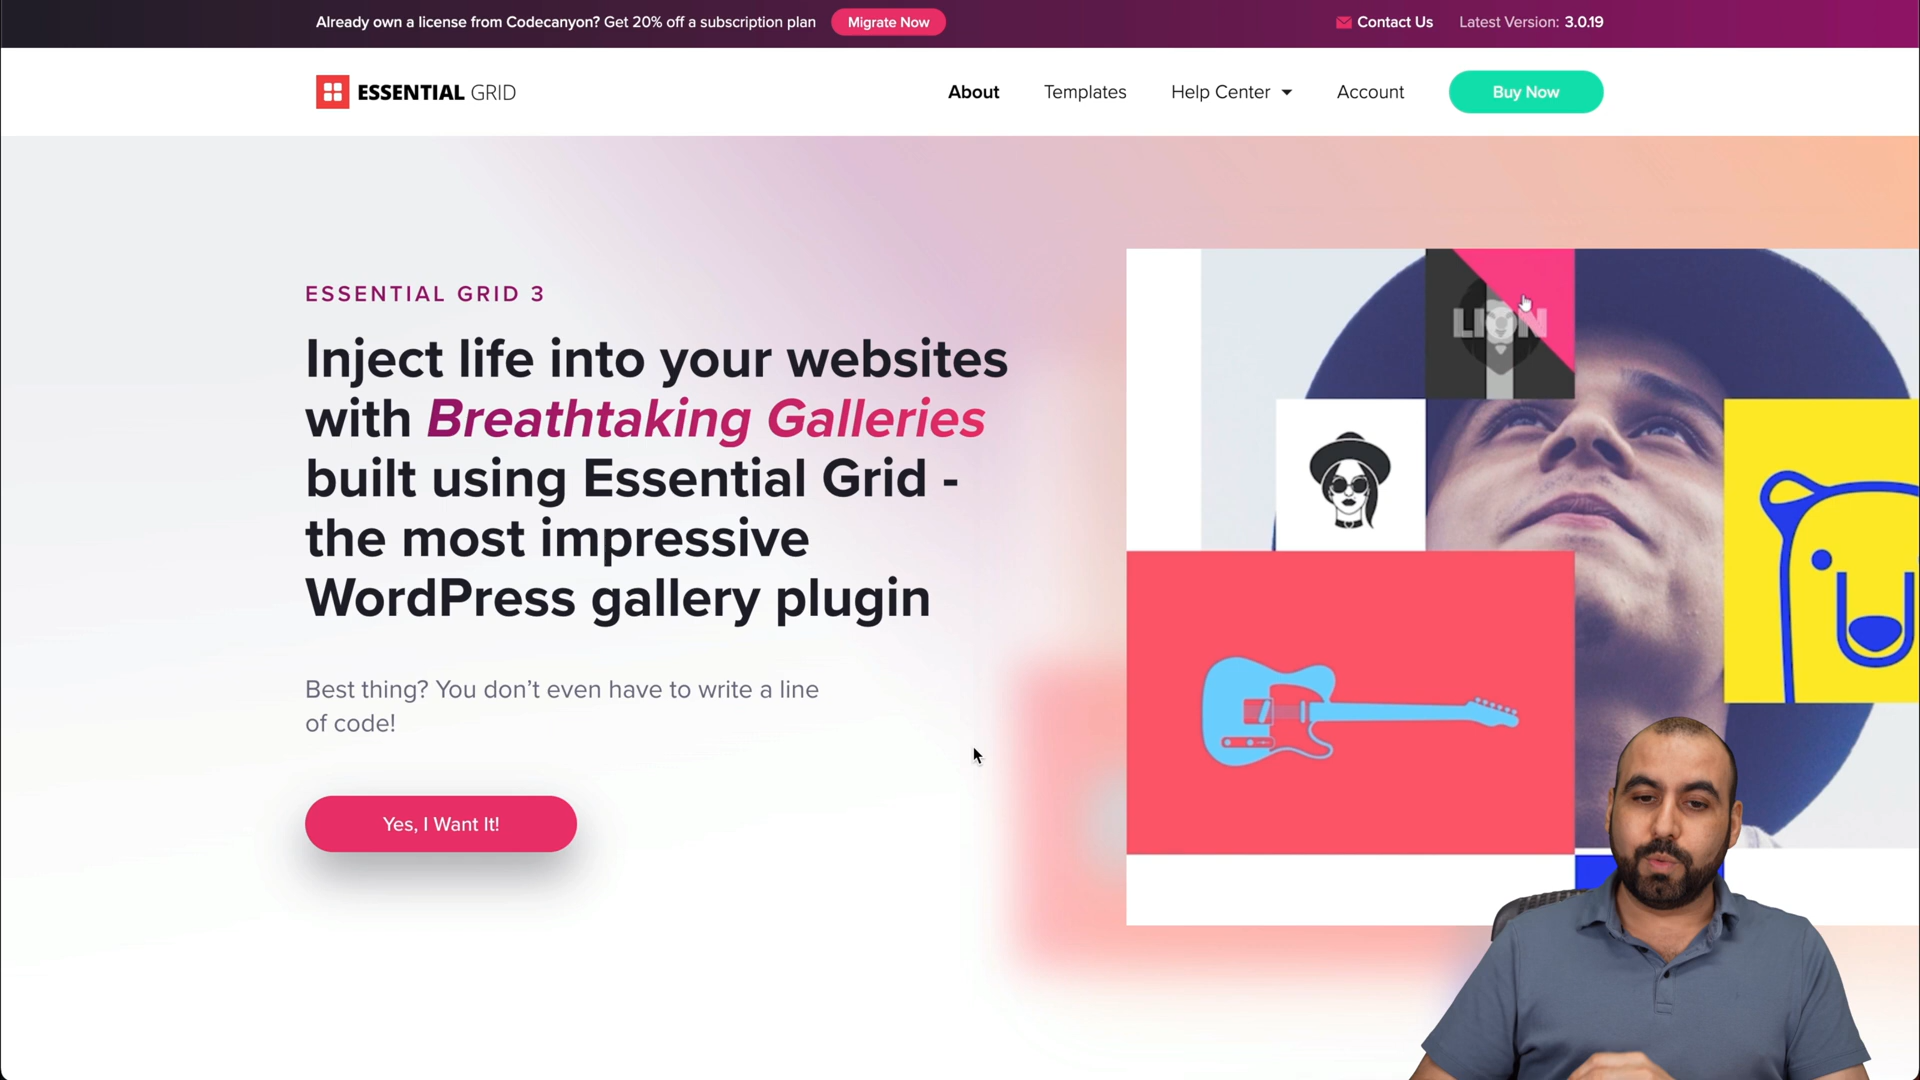 Already own a license from Codecanyon? Get 20% off a subscription plan
Migrate Now
Contact Us
Latest Version: 3.0.19
ESSENTIAL GRID
About
Templates
Help Center
Account
Buy Now
ESSENTIAL GRID 3
Inject life into your websites
with Breathtaking Galleries
built using Essential Grid -
the most impressive
WordPress gallery plugin
Best thing? You don’t even have to write a line
of code!
Yes, I Want It!
LION